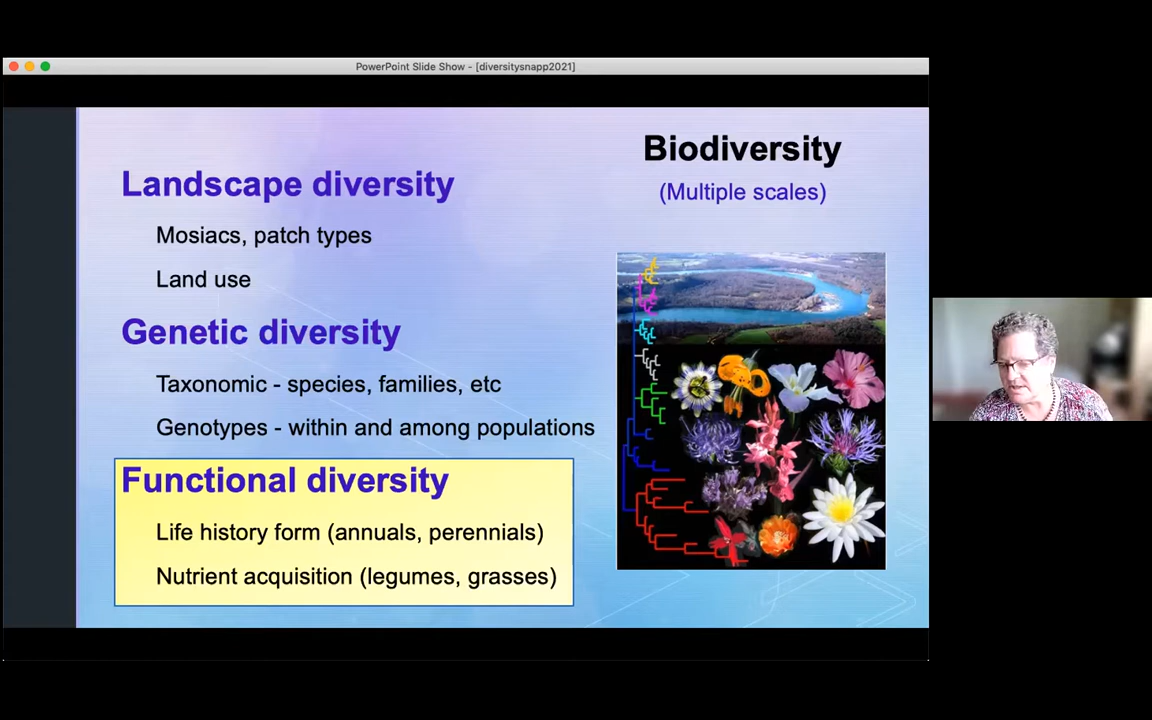 PowerPoint Slide Show - [diversitysnapp2021]
Biodiversity
(Multiple scales)
Landscape diversity
Mosiacs, patch types
Land use
Genetic diversity
Taxonomic - species, families, etc
Genotypes - within and among populations
Functional diversity
Life history form (annuals, perennials)
Nutrient acquisition (legumes, grasses)